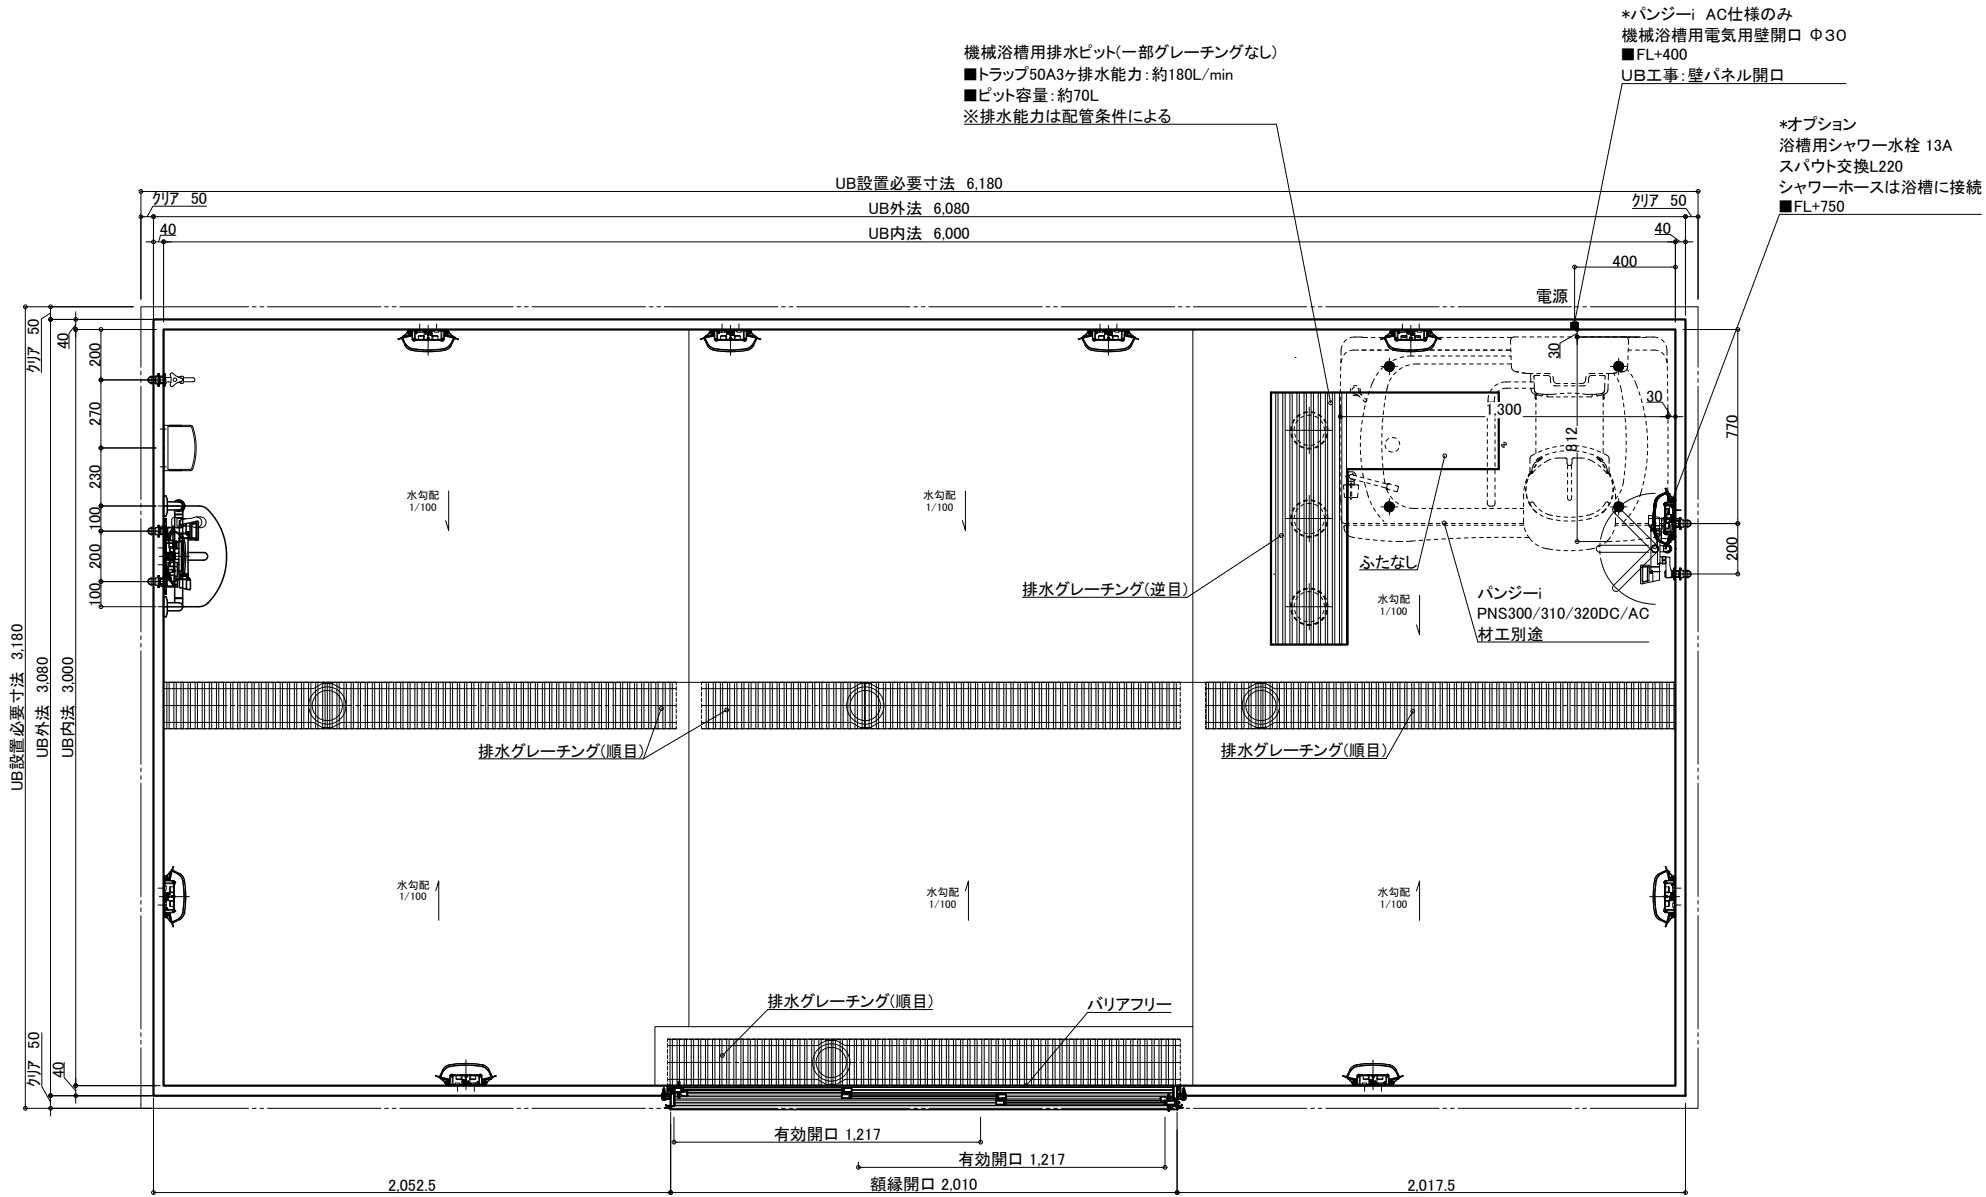 *パンジーi AC仕様のみ
機械浴槽用電気用壁開口 Φ30
■FL+400
UB工事:壁パネル開口
機械浴槽用排水ピット(一部グレーチングなし)
■トラップ50A3ヶ排水能力:約180L/min
■ピット容量:約70L
※排水能力は配管条件による
*オプション
浴槽用シャワー水栓 13A
スパウト交換L220
シャワーホースは浴槽に接続
■FL+750
UB設置必要寸法 6,180
クリア 50
UB外法 6,080
クリア 50
40
UB内法 6,000
40
400
電源
UB設置必要寸法 3,180
クリア 50
UB外法 3,080
クリア 50
40
UB内法 3,000
40
200
270
230
100
200
100
30
1,300
30
812
770
200
水勾配
1/100
水勾配
1/100
ふたなし
排水グレーチング(逆目)
水勾配
1/100
パンジーi
PNS300/310/320DC/AC
材工別途
排水グレーチング(順目)
排水グレーチング(順目)
水勾配
1/100
水勾配
1/100
水勾配
1/100
排水グレーチング(順目)
バリアフリー
有効開口 1,217
有効開口 1,217
2,052.5
額縁開口 2,010
2,017.5